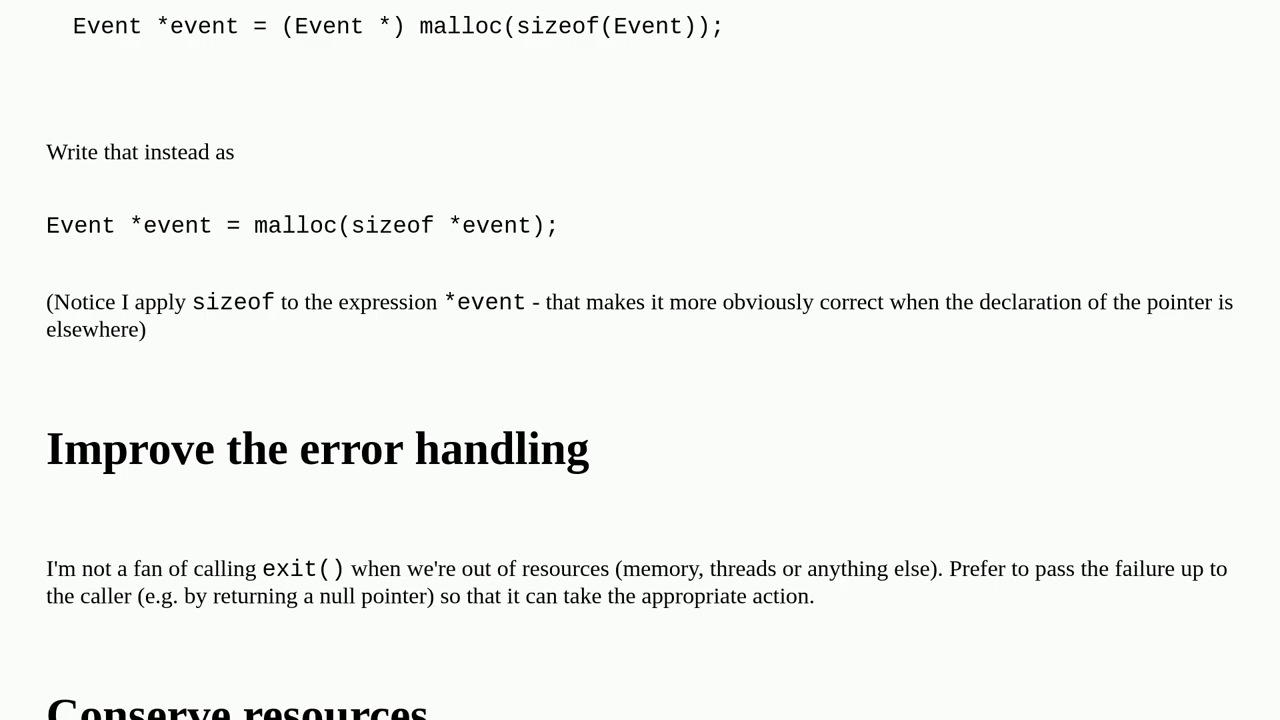 Event *event = (Event *) malloc(sizeof(Event));
Write that instead as
Event *event = malloc(sizeof *event);
(Notice I apply sizeof to the expression *event - that makes it more obviously correct when the declaration of the pointer is
elsewhere)
Improve the error handling
I'm not a fan of calling exit() when we're out of resources (memory, threads or anything else). Prefer to pass the failure up to
the caller (e.g. by returning a null pointer) so that it can take the appropriate action.
Conserve resources